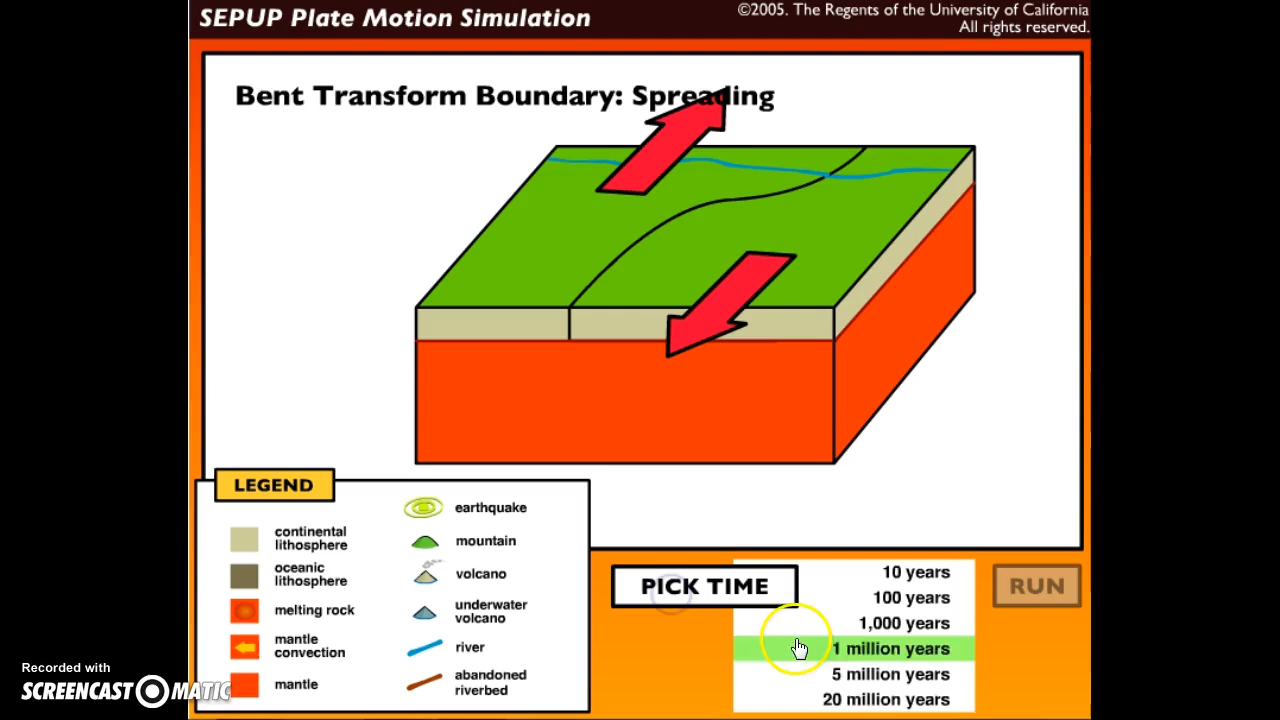 SEPUP Plate Motion Simulation
©2005. The Regents of the University of California
All rights reserved.
Bent Transform Boundary: Spreading
LEGEND
continental
lithosphere
oceanic
lithosphere
melting rock
mantle
convection
mantle
earthquake
mountain
volcano
underwater
volcano
river
abandoned
riverbed
PICK TIME
10 years
100 years
1,000 years
1 million years
5 million years
20 million years
RUN
Recorded with
SCREENCAST MATIC